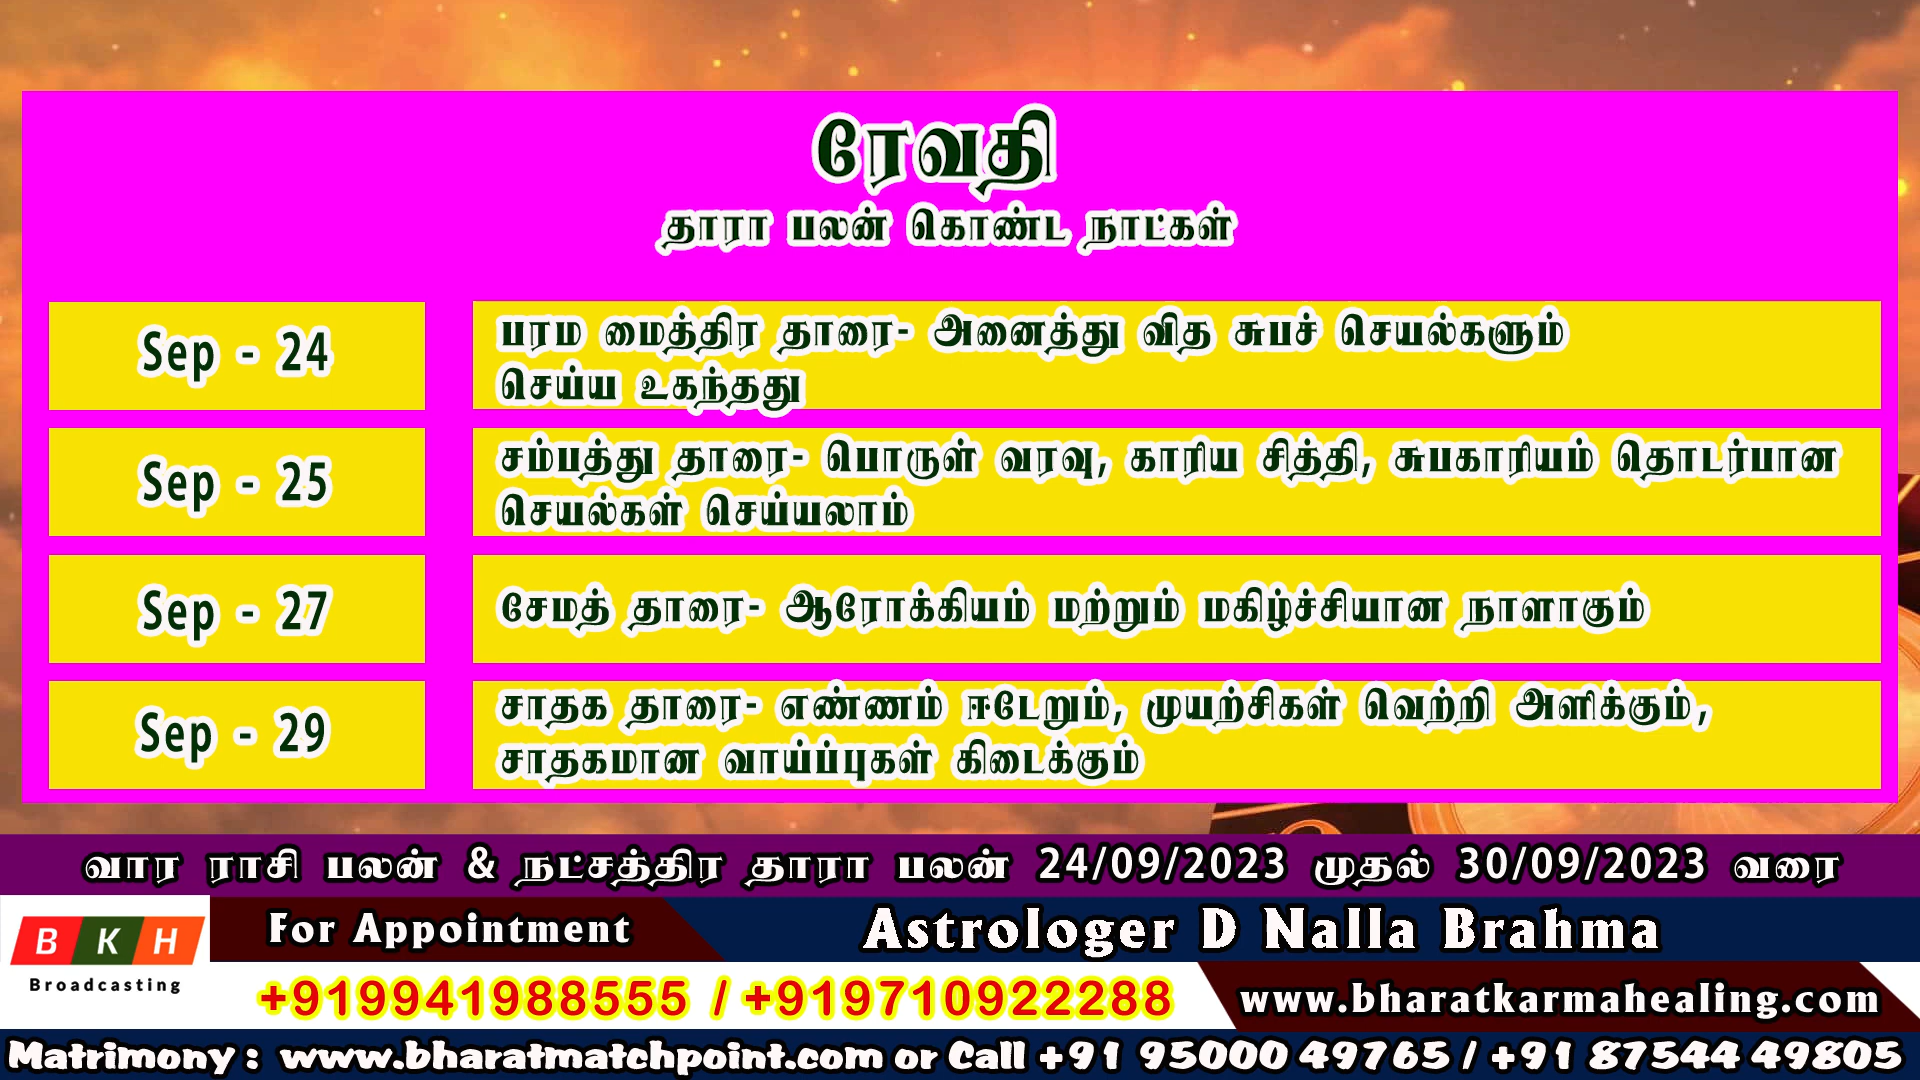 ரேவதி
தாரா பலன் கொண்ட நாட்கள்
Sep - 24
பரம மைத்திர தாரை- அனைத்து வித சுபச் செயல்களும்
செய்ய உகந்தது
Sep - 25
சம்பத்து தாரை- பொருள் வரவு, காரிய சித்தி, சுபகாரியம் தொடர்பான
செயல்கள் செய்யலாம்
Sep - 27
சேமத் தாரை- ஆரோக்கியம் மற்றும் மகிழ்ச்சியான நாளாகும்
Sep - 29
சாதக தாரை- எண்ணம் ஈடேறும், முயற்சிகள் வெற்றி அளிக்கும்,
சாதகமான வாய்ப்புகள் கிடைக்கும்
வார ராசி பலன் & நட்சத்திர தாரா பலன் 24/09/2023 முதல் 30/09/2023 வரை
BKH
Broadcasting
For Appointment
Astrologer D Nalla Brahma
+919941988555 / +919710922288
www.bharatkarmahealing.com
Matrimony : www.bharatmatchpoint.com or Call +91 95000 49765 / +91 87544 49805